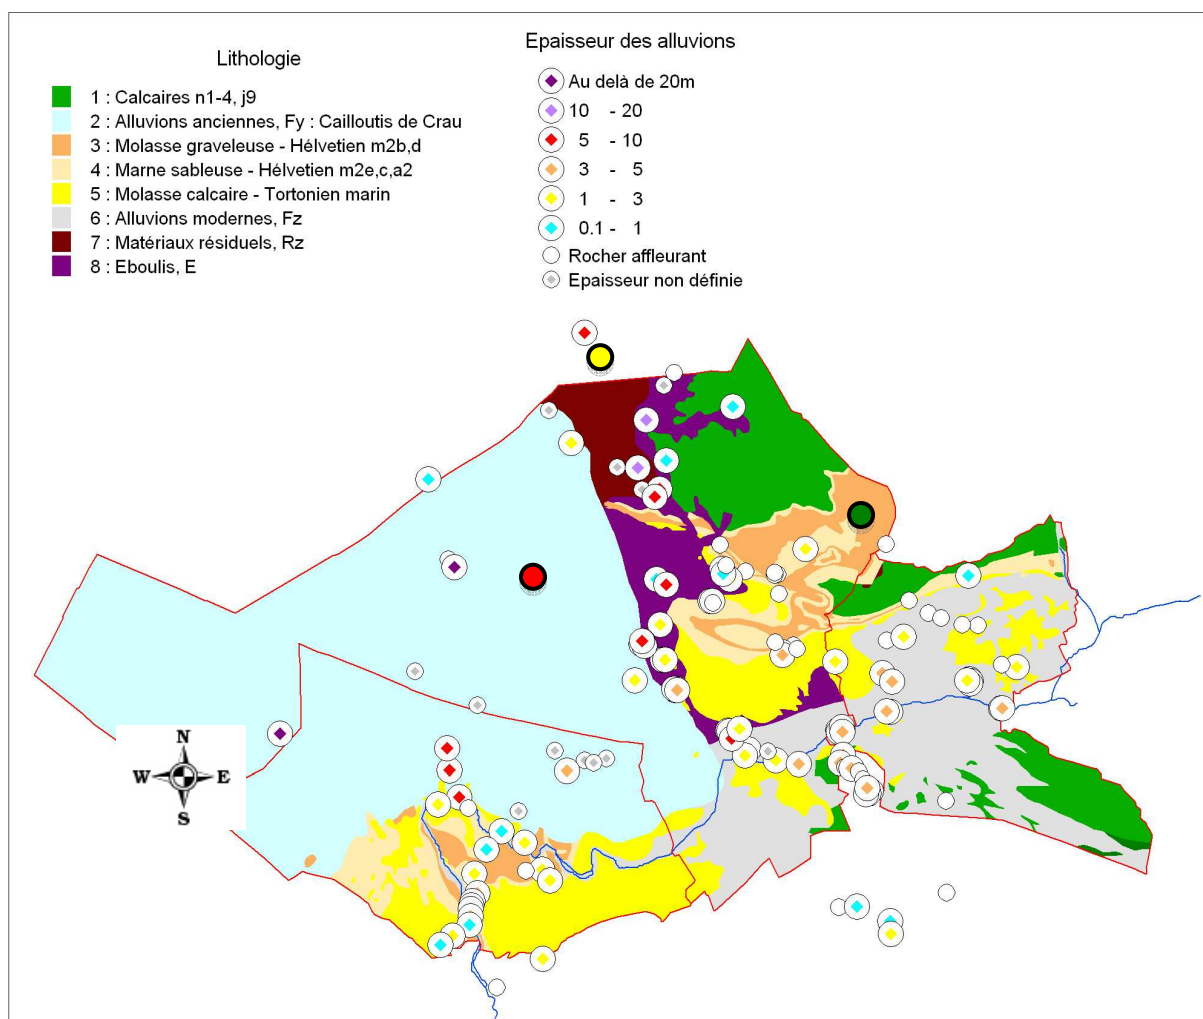 Lithologie
1 : Calcaires n1-4, j9
2 : Alluvions anciennes, Fy : Cailloutis de Crau
3 : Molasse graveleuse - Hélvetien m2b,d
4 : Marne sableuse - Hélvetien m2e,c,a2
5 : Molasse calcaire - Tortonien marin
6 : Alluvions modernes, Fz
7 : Matériaux résiduels, Rz
8 : Eboulis, E
Epaisseur des alluvions
Au delà de 20m
10 - 20
5 - 10
3 - 5
1 - 3
0.1 - 1
Rocher affleurant
Epaisseur non définie
N
W E
S